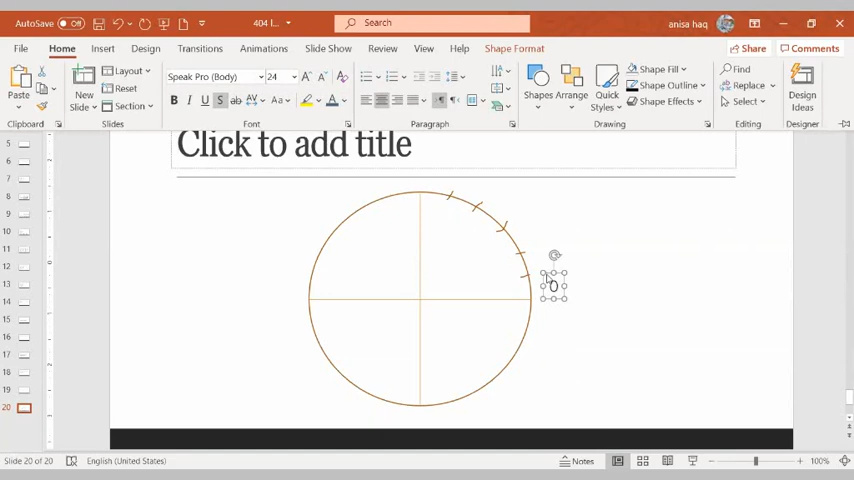 AutoSave Off 404 l... Search anisa haq
File Home Insert Design Transitions Animations Slide Show Review View Help Shape Format Share Comments
Paste New Slide Layout Reset Section Speak Pro (Body) 24 Shapes Arrange Quick Styles Shape Fill Shape Outline Shape Effects Find Replace Select Design Ideas
B I U S ab AV Aa A
Clipboard Slides Font Paragraph Drawing Editing Designer
5
6
7
8
9
10
11
12
13
14
15
16
17
18
19
20
Click to add title
0
Slide 20 of 20 English (United States) Notes 100%